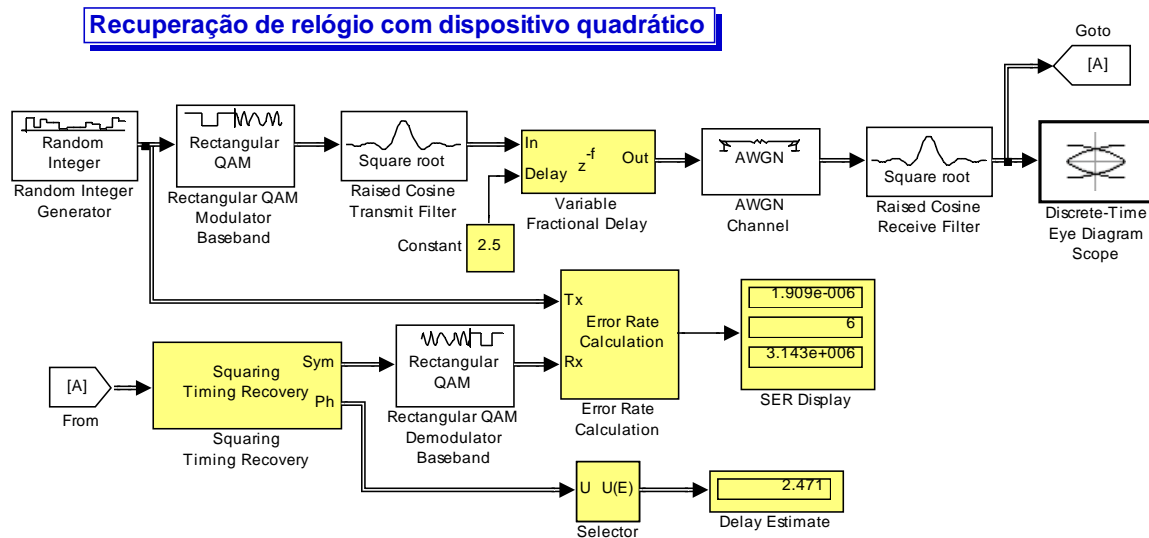 Recuperação de relógio com dispositivo quadrático
Goto
[A]
Random
Integer
Random Integer
Generator
Rectangular
QAM
Rectangular QAM
Modulator
Baseband
Square root
Raised Cosine
Transmit Filter
In
Delay
z-f
Out
Variable
Fractional Delay
Constant
2.5
AWGN
AWGN
Channel
Square root
Raised Cosine
Receive Filter
Discrete-Time
Eye Diagram
Scope
[A]
From
Squaring
Timing Recovery
Sym
Ph
Squaring
Timing Recovery
Rectangular
QAM
Rectangular QAM
Demodulator
Baseband
Tx
Rx
Error Rate
Calculation
Error Rate
Calculation
1.909e-006
6
3.143e+006
SER Display
U U(E)
Selector
2.471
Delay Estimate